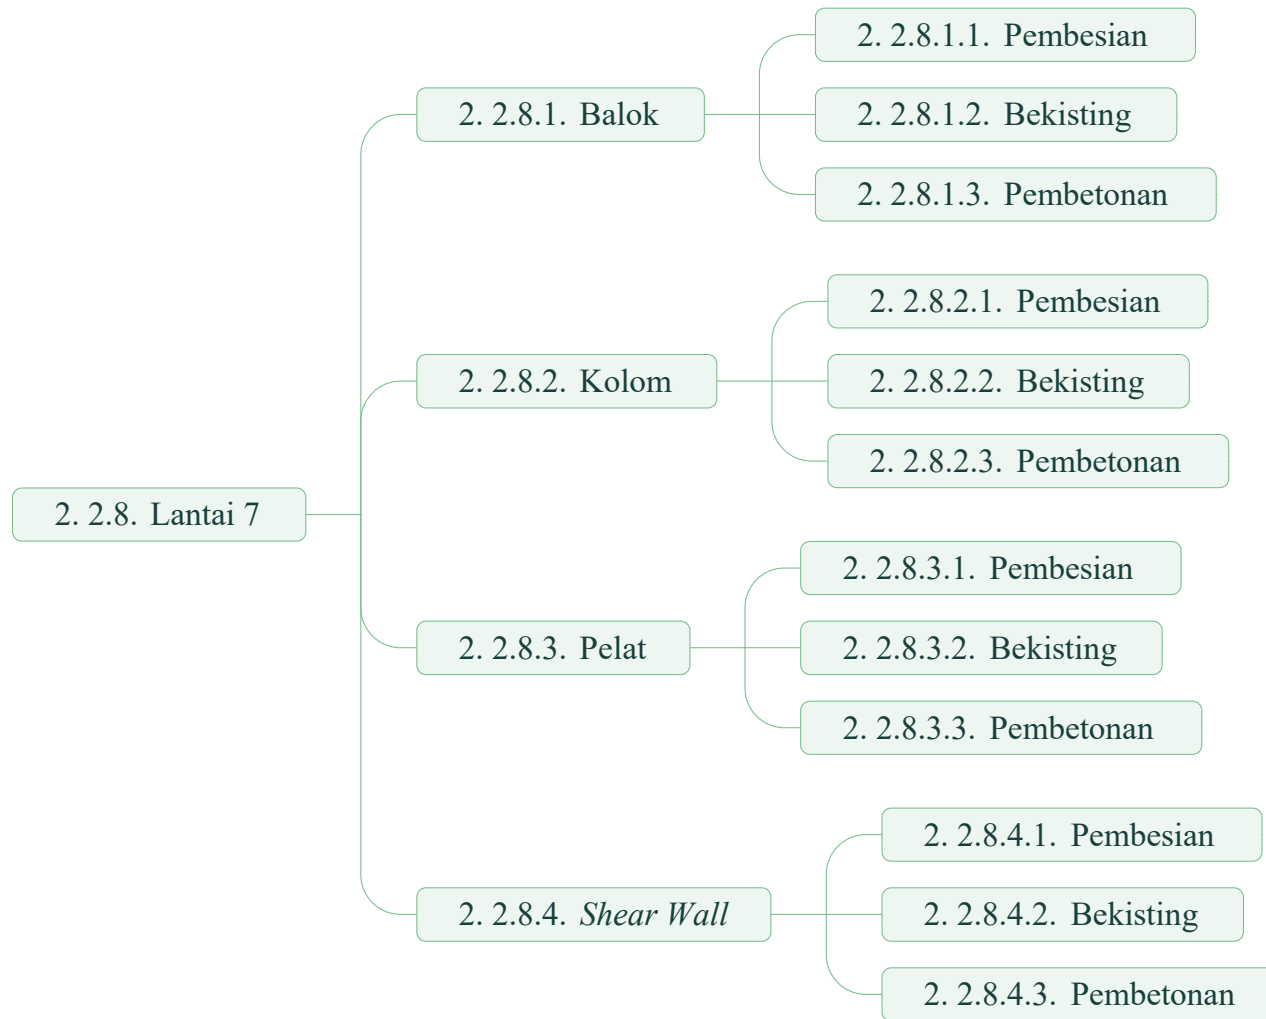 2. 2.8. Lantai 7
2. 2.8.1. Balok
2. 2.8.1.1. Pembesian
2. 2.8.1.2. Bekisting
2. 2.8.1.3. Pembetonan
2. 2.8.2. Kolom
2. 2.8.2.1. Pembesian
2. 2.8.2.2. Bekisting
2. 2.8.2.3. Pembetonan
2. 2.8.3. Pelat
2. 2.8.3.1. Pembesian
2. 2.8.3.2. Bekisting
2. 2.8.3.3. Pembetonan
2. 2.8.4. Shear Wall
2. 2.8.4.1. Pembesian
2. 2.8.4.2. Bekisting
2. 2.8.4.3. Pembetonan